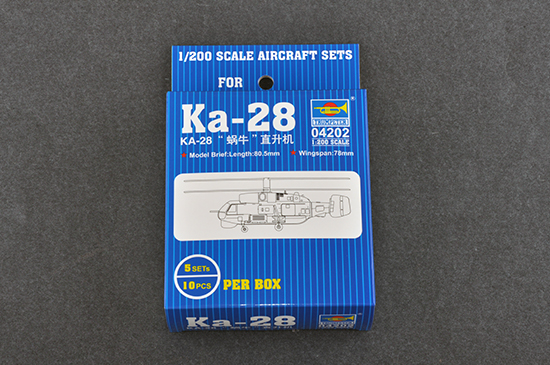 1/200 SCALE AIRCRAFT SETS
FOR
Ka-28
KA-28 “蜗牛”直升机
Model Brief:Length:80.5mm Wingspan:78mm
TRUMPETER
04202
1:200 SCALE
5 SETs
10 PCS
PER BOX
Ka-28